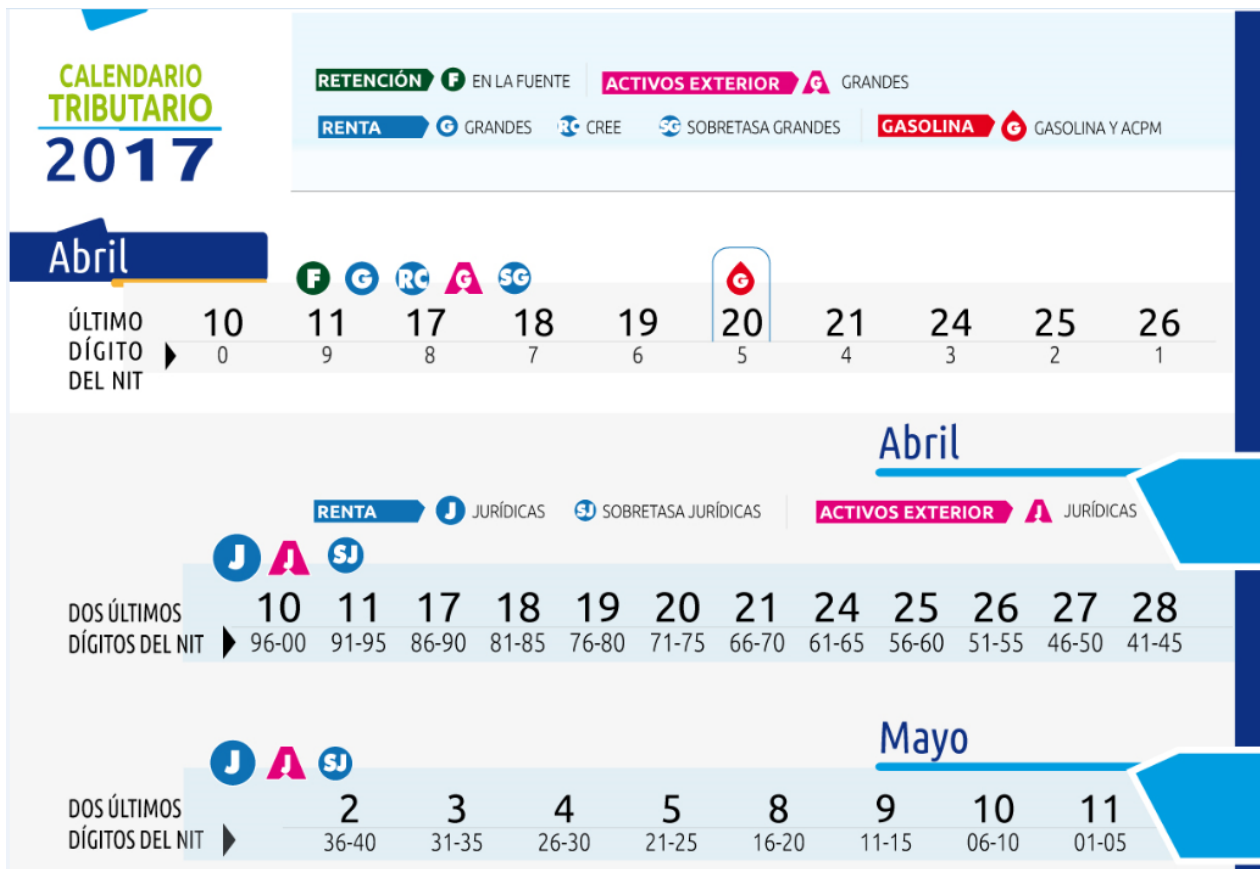 CALENDARIO
TRIBUTARIO
2017
RETENCIÓN F EN LA FUENTE ACTIVOS EXTERIOR G GRANDES
RENTA G GRANDES RC CREE SG SOBRETASA GRANDES GASOLINA G GASOLINA Y ACPM
Abril
F G RC G SG G
ÚLTIMO DÍGITO DEL NIT
10 11 17 18 19 20 21 24 25 26
0 9 8 7 6 5 4 3 2 1
Abril
RENTA J JURÍDICAS SJ SOBRETASA JURÍDICAS ACTIVOS EXTERIOR J JURÍDICAS
J J SJ
DOS ÚLTIMOS
DÍGITOS DEL NIT
10 11 17 18 19 20 21 24 25 26 27 28
96-00 91-95 86-90 81-85 76-80 71-75 66-70 61-65 56-60 51-55 46-50 41-45
Mayo
J J SJ
DOS ÚLTIMOS
DÍGITOS DEL NIT
2 3 4 5 8 9 10 11
36-40 31-35 26-30 21-25 16-20 11-15 06-10 01-05